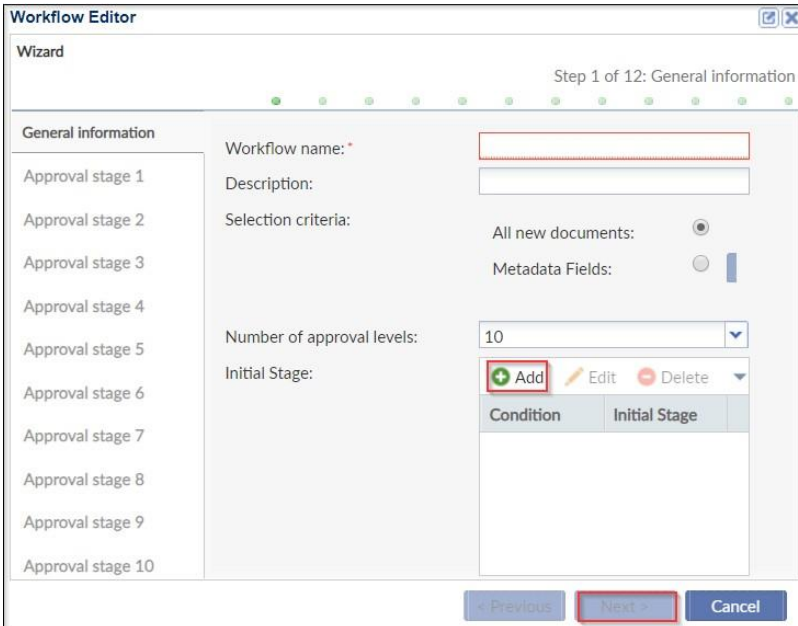 Workflow Editor
Wizard
Step 1 of 12: General information
General information
Approval stage 1
Approval stage 2
Approval stage 3
Approval stage 4
Approval stage 5
Approval stage 6
Approval stage 7
Approval stage 8
Approval stage 9
Approval stage 10
Workflow name:*
Description:
Selection criteria:
All new documents:
Metadata Fields:
Number of approval levels:
10
Initial Stage:
Add Edit Delete
Condition Initial Stage
< Previous Next > Cancel